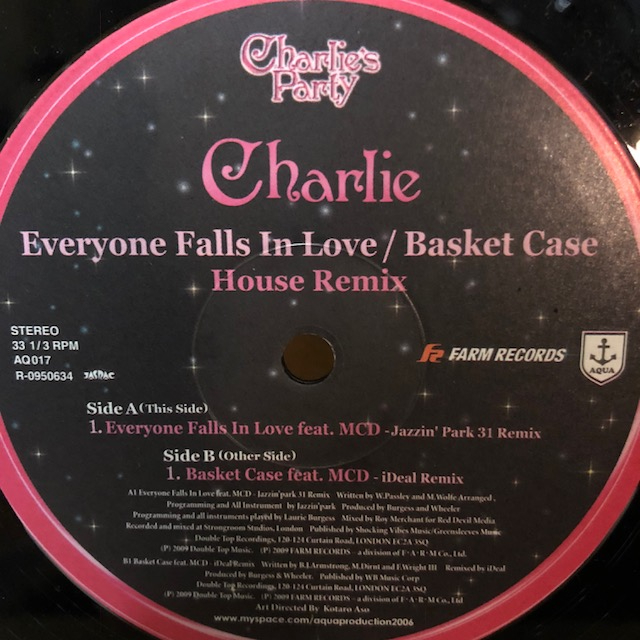 Charlie's
Party
Charlie
Everyone Falls In Love / Basket Case
House Remix
STEREO
33 1/3 RPM
AQ017
R-0950634 JASRAC
FARM RECORDS
AQUA
Side A (This Side)
1. Everyone Falls In Love feat. MCD - Jazzin' Park 31 Remix
Side B (Other Side)
1. Basket Case feat. MCD - iDeal Remix
A1 Everyone Falls In Love feat. MCD - Jazzin'park 31 Remix Written by W.Passley and M.Wolfe Arranged ,
Programming and All Instrument by Jazzin'park Produced by Burgess and Wheeler
Programming and all instruments played by Laurie Burgess Mixed by Roy Merchant for Red Devil Media
Recorded and mixed at Strongroom Studios, London Published by Shocking Vibes Music/Greensleeves Music
Double Top Recordings, 120-124 Curtain Road, LONDON EC2A 3SQ
(P) 2009 Double Top Music. (P) 2009 FARM RECORDS – a division of F·A·R·M Co., Ltd.
B1 Basket Case feat. MCD - iDeal Remix Written by B.J.Armstrong, M.Dirnt and F.Wright III Remixed by iDeal
Produced by Burgess & Wheeler. Published by WB Music Corp
Double Top Recordings, 120-124 Curtain Road, LONDON EC2A 3SQ
(P) 2009 Double Top Music. (P) 2009 FARM RECORDS – a division of F·A·R·M Co., Ltd
Art Directed By Kotaro Aso
www.myspace.com/aquaproduction2006